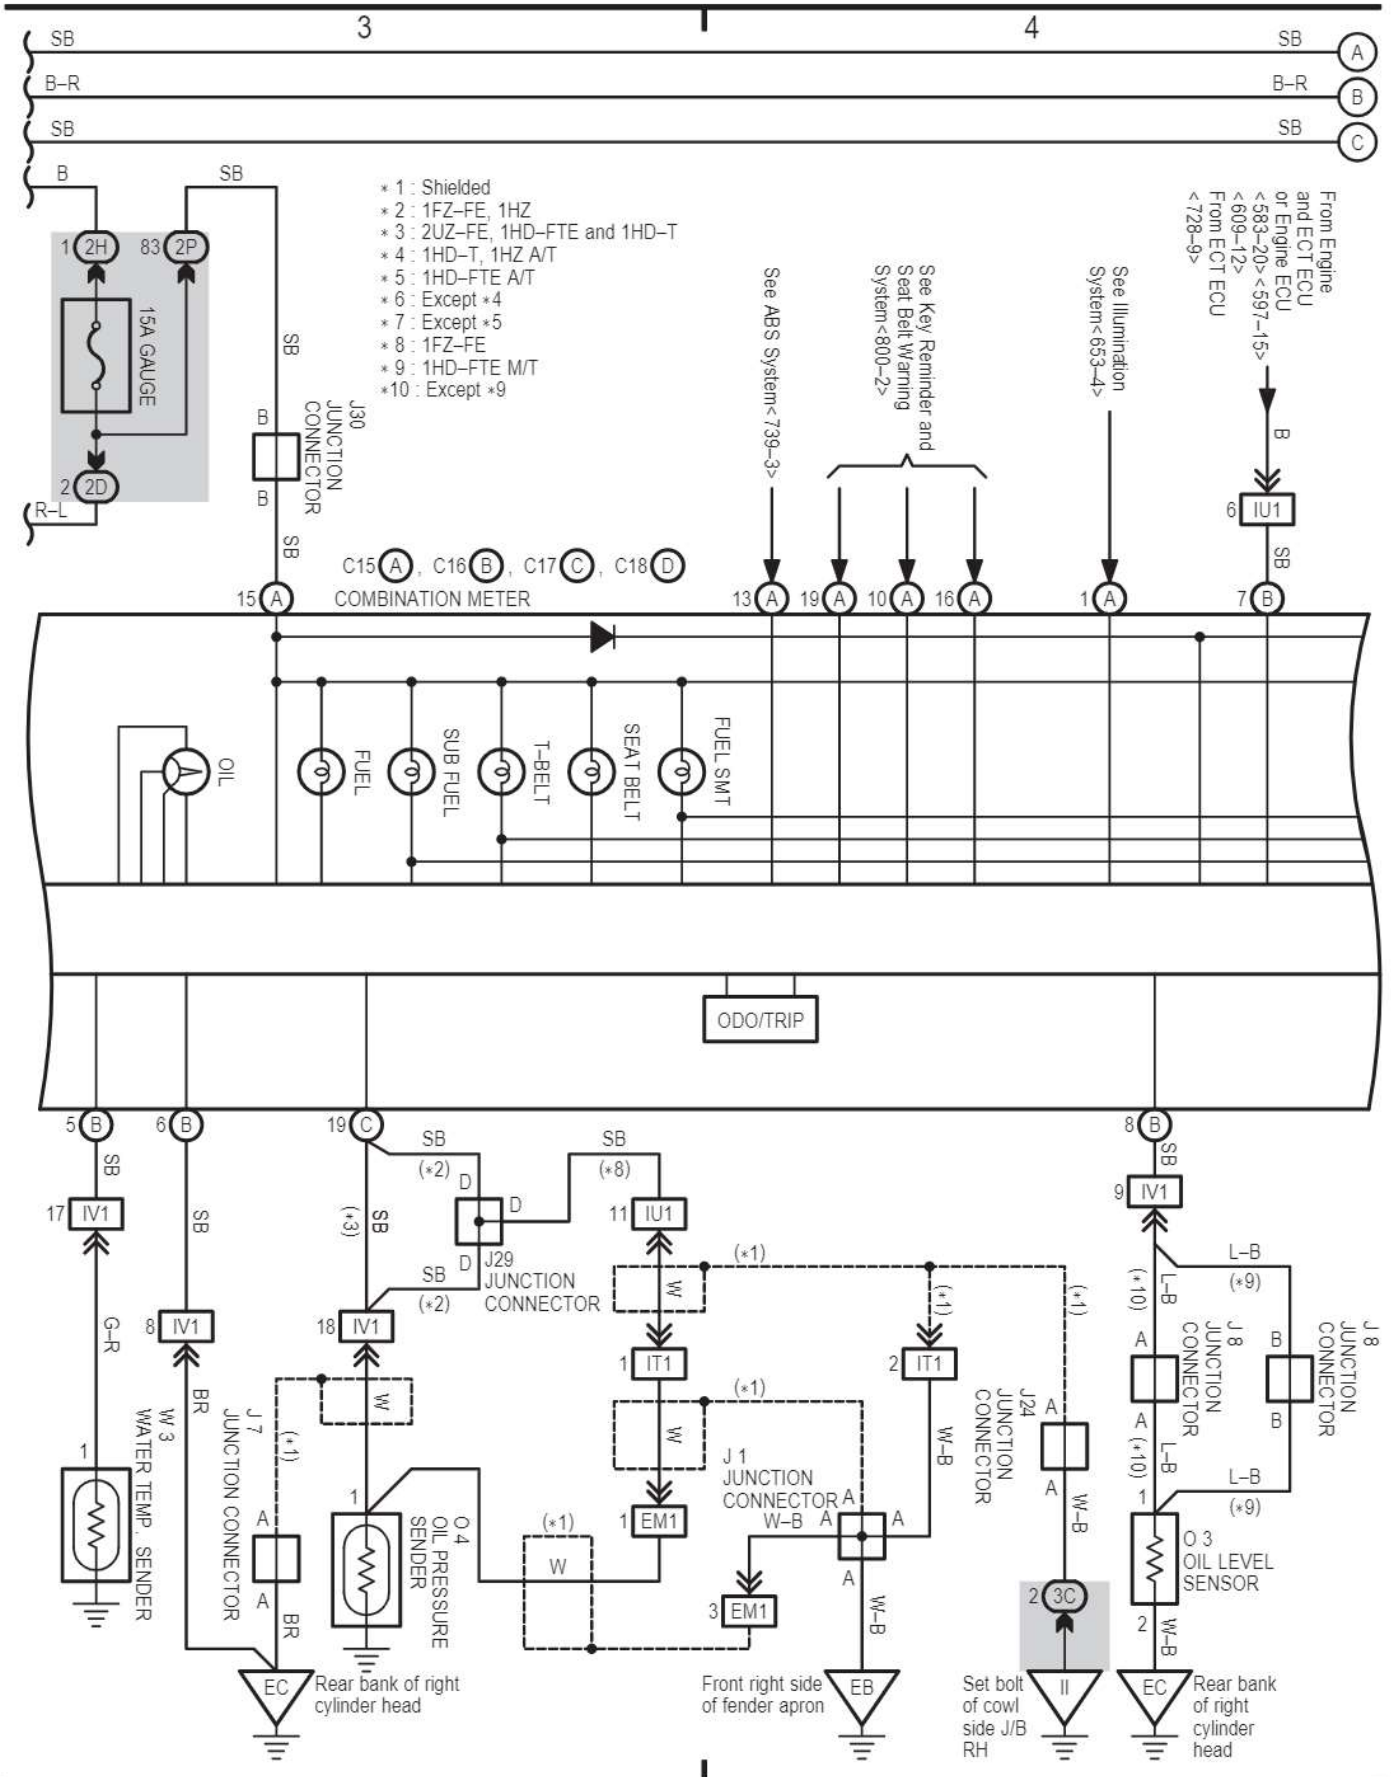 3
4
SB
SB
A
B–R
B–R
B
SB
SB
C
B
SB
∗ 1 : Shielded
∗ 2 : 1FZ–FE, 1HZ
∗ 3 : 2UZ–FE, 1HD–FTE and 1HD–T
∗ 4 : 1HD–T, 1HZ A/T
∗ 5 : 1HD–FTE A/T
∗ 6 : Except ∗4
∗ 7 : Except ∗5
∗ 8 : 1FZ–FE
∗ 9 : 1HD–FTE M/T
∗10 : Except ∗9
1 2H
83 2P
15A GAUGE
2 2D
R–L
SB
B
J30
JUNCTION
CONNECTOR
B
SB
See ABS System<739–3>
See Key Reminder and
Seat Belt Warning
System<800–2>
See Illumination
System<653–4>
From Engine
and ECT ECU
or Engine ECU
<583–20><597–15>
<609–12>
From ECT ECU
<728–9>
B
6 IU1
SB
C15 A , C16 B , C17 C , C18 D
COMBINATION METER
15 A
13 A
19 A
10 A
16 A
1 A
7 B
OIL
FUEL
SUB FUEL
T–BELT
SEAT BELT
FUEL SMT
ODO/TRIP
5 B
6 B
19 C
8 B
SB
17 IV1
G–R
1
W 3
WATER TEMP. SENDER
SB
8 IV1
BR
J 7
JUNCTION CONNECTOR
(∗1)
A
A
BR
EC
Rear bank of right
cylinder head
SB
(∗2)
SB
(∗3)
D
D
D
J29
JUNCTION
CONNECTOR
SB
(∗2)
18 IV1
W
1
O 4
OIL PRESSURE
SENDER
SB
(∗8)
11 IU1
W
(∗1)
1 IT1
(∗1)
W
1 EM1
(∗1)
W
(∗1)
2 IT1
W–B
J 1
JUNCTION
CONNECTOR
A
W–B
A
A
A
3 EM1
W–B
Front right side
of fender apron
EB
(∗1)
J24
JUNCTION
CONNECTOR
A
A
W–B
2 3C
Set bolt
of cowl
side J/B
RH
II
SB
9 IV1
L–B
(∗10)
L–B
(∗9)
A
J 8
JUNCTION
CONNECTOR
A
B
J 8
JUNCTION
CONNECTOR
B
L–B
(∗10)
L–B
(∗9)
1
O 3
OIL LEVEL
SENSOR
2
W–B
EC
Rear bank
of right
cylinder
head